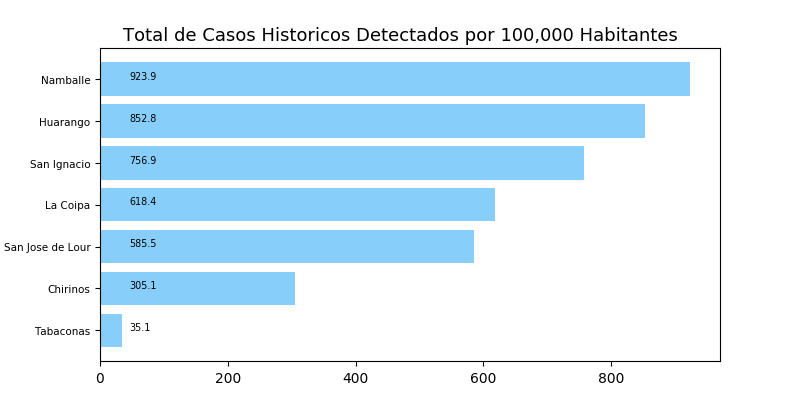 Total de Casos Historicos Detectados por 100,000 Habitantes
Namballe 923.9
Huarango 852.8
San Ignacio 756.9
La Coipa 618.4
San Jose de Lour 585.5
Chirinos 305.1
Tabaconas 35.1
0 200 400 600 800